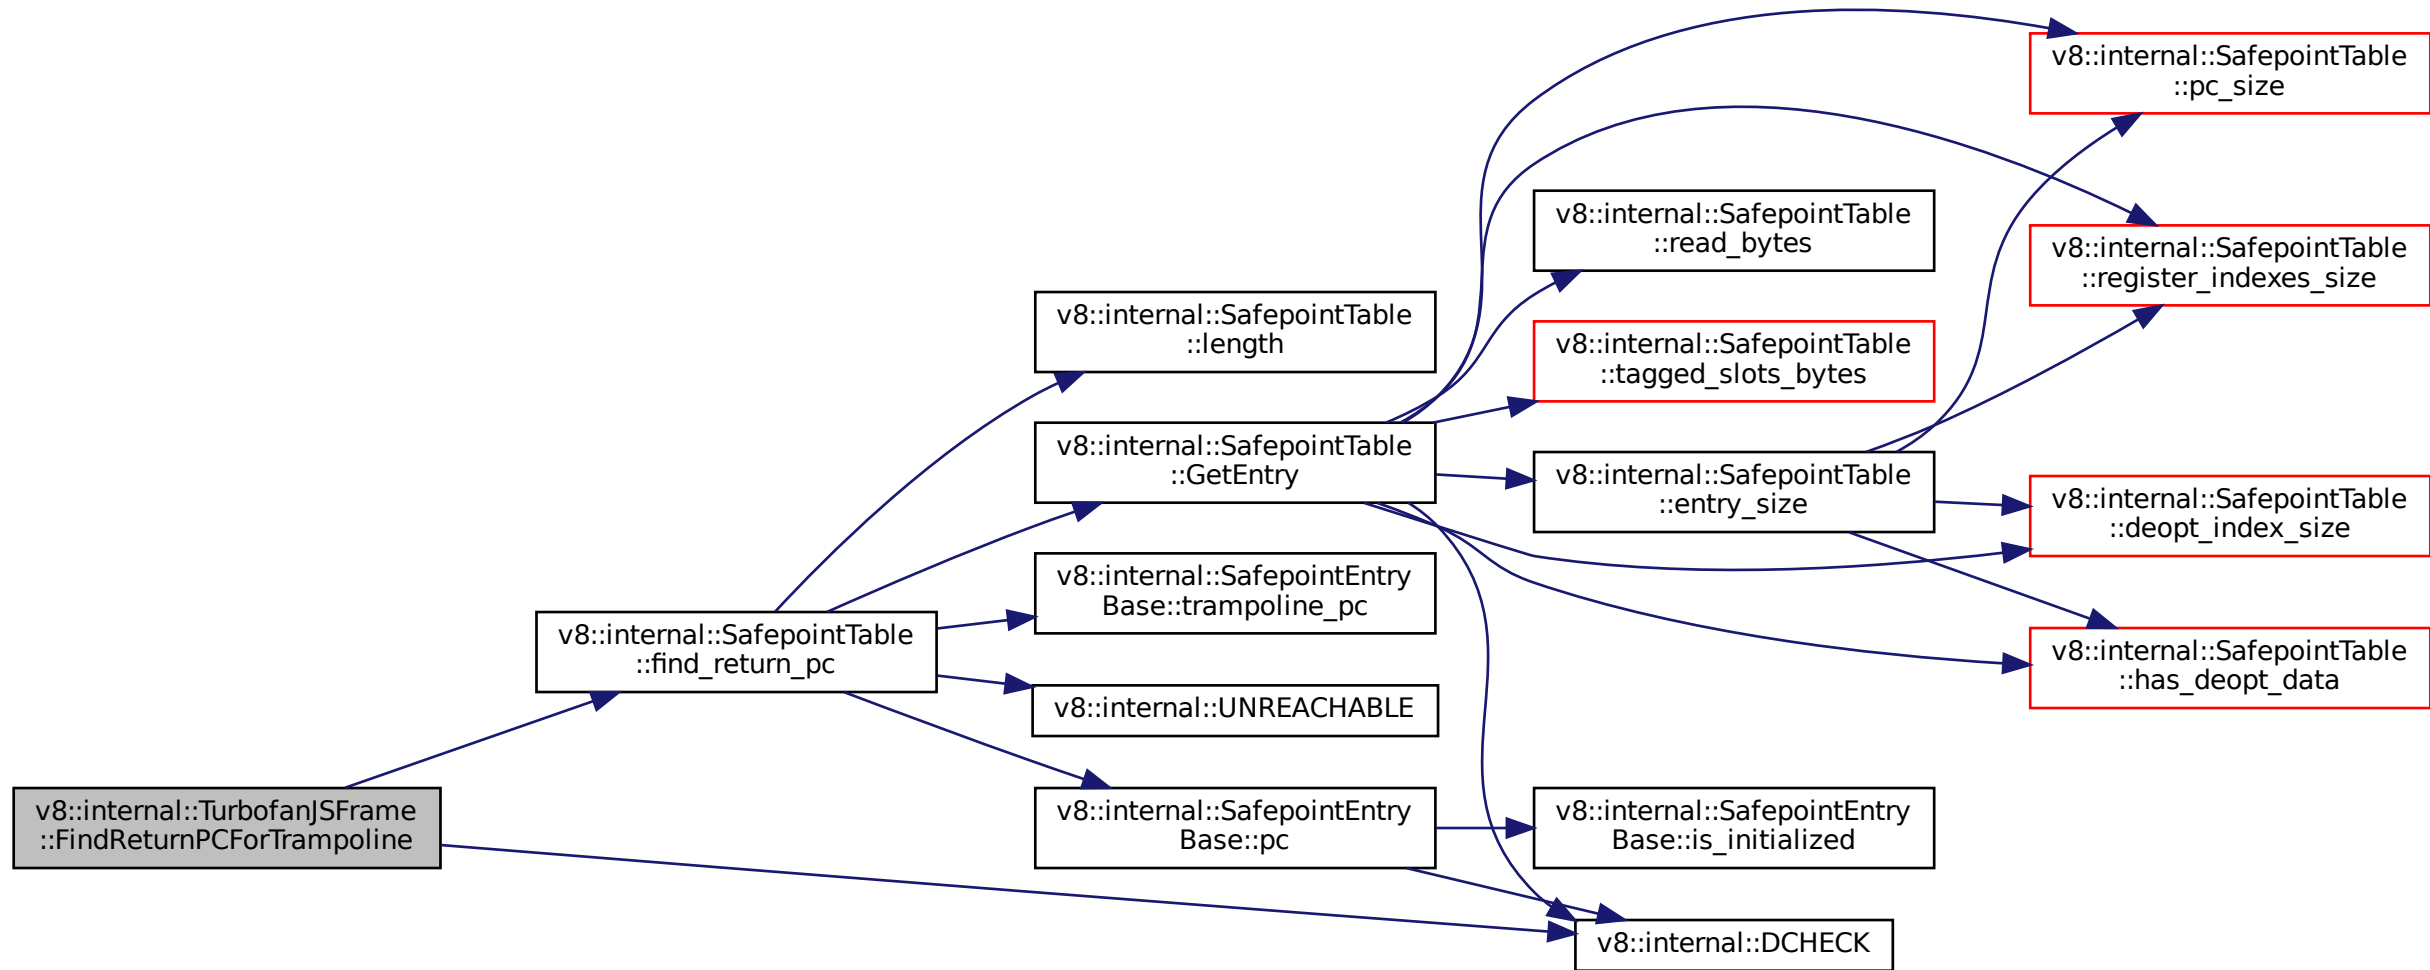 v8::internal::TurbofanJSFrame
::FindReturnPCForTrampoline
v8::internal::SafepointTable
::find_return_pc
v8::internal::SafepointTable
::length
v8::internal::SafepointTable
::GetEntry
v8::internal::SafepointEntry
Base::trampoline_pc
v8::internal::UNREACHABLE
v8::internal::SafepointEntry
Base::pc
v8::internal::SafepointTable
::read_bytes
v8::internal::SafepointTable
::tagged_slots_bytes
v8::internal::SafepointTable
::entry_size
v8::internal::SafepointEntry
Base::is_initialized
v8::internal::DCHECK
v8::internal::SafepointTable
::pc_size
v8::internal::SafepointTable
::register_indexes_size
v8::internal::SafepointTable
::deopt_index_size
v8::internal::SafepointTable
::has_deopt_data